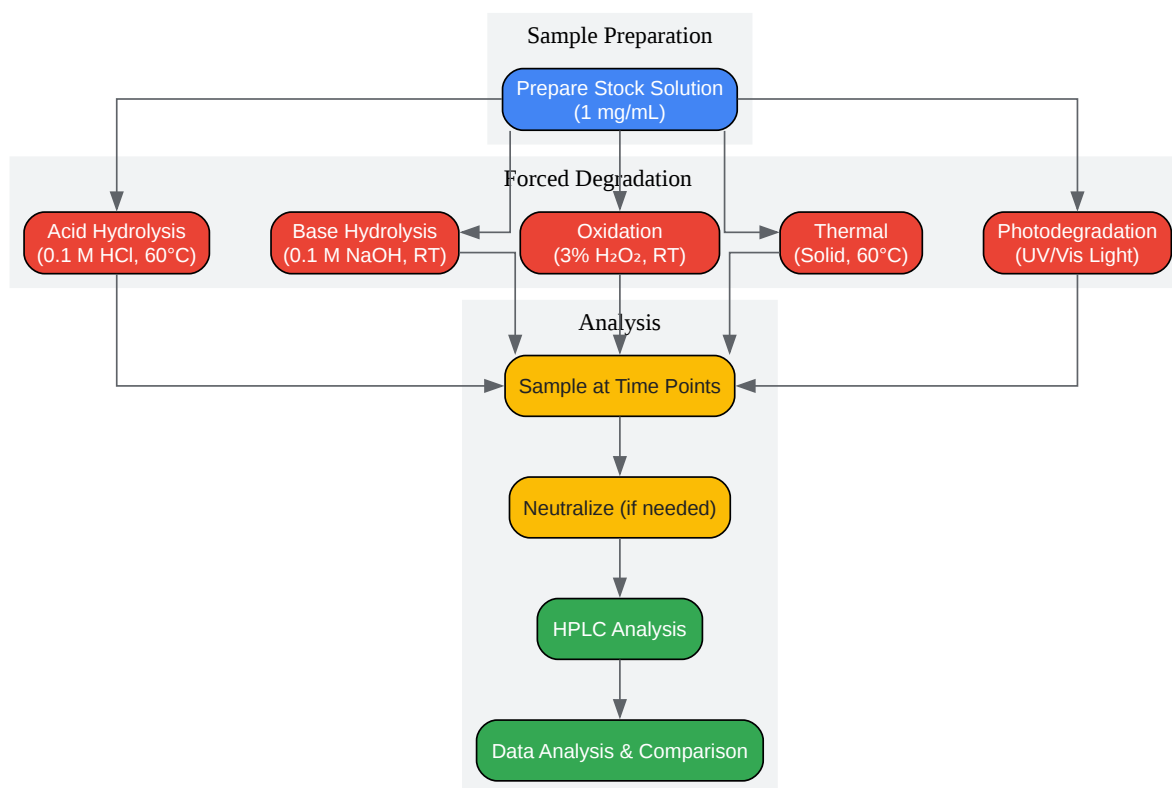 Sample Preparation
Prepare Stock Solution
(1 mg/mL)
Forced Degradation
Acid Hydrolysis
(0.1 M HCl, 60°C)
Base Hydrolysis
(0.1 M NaOH, RT)
Oxidation
(3% H₂O₂, RT)
Thermal
(Solid, 60°C)
Photodegradation
(UV/Vis Light)
Analysis
Sample at Time Points
Neutralize (if needed)
HPLC Analysis
Data Analysis & Comparison